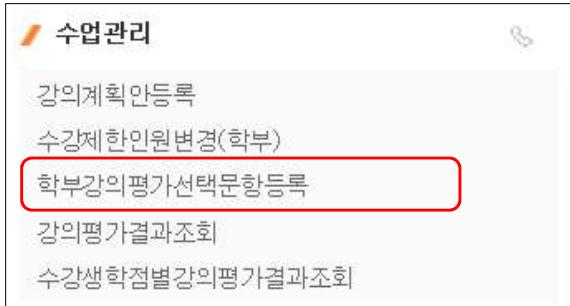 수업관리
강의계획안등록
수강제한인원변경(학부)
학부강의평가선택문항등록
강의평가결과조회
수강생학점별강의평가결과조회